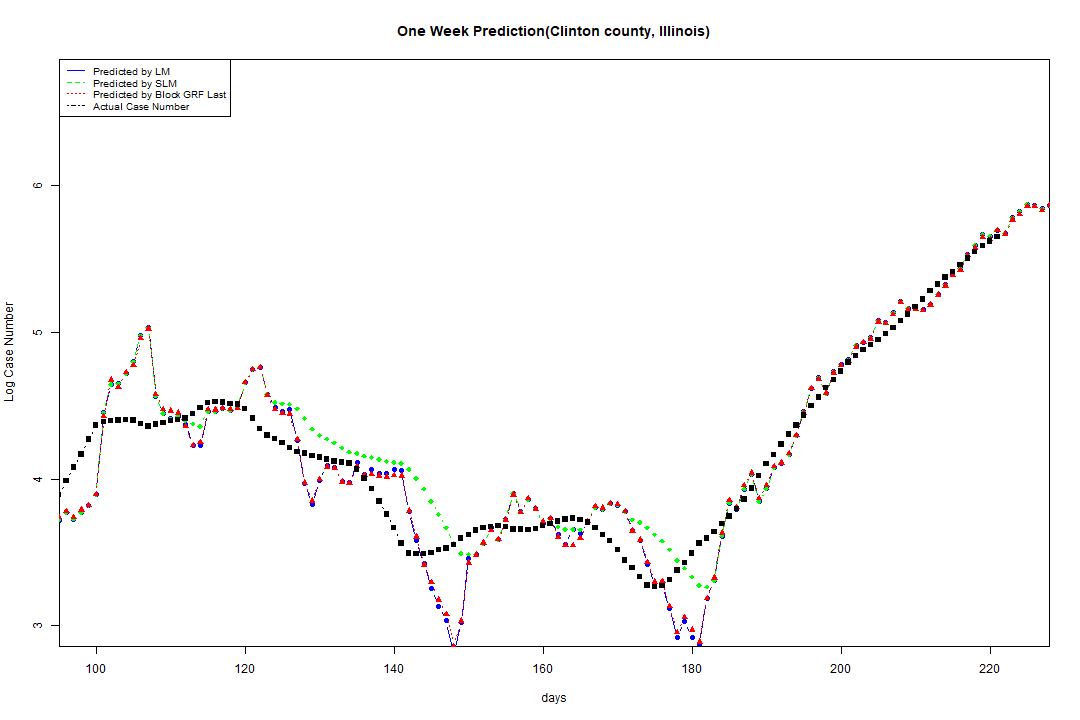 One Week Prediction(Clinton county, Illinois)
Predicted by LM
Predicted by SLM
Predicted by Block GRF Last
Actual Case Number
Log Case Number
6
5
4
3
100 120 140 160 180 200 220
days